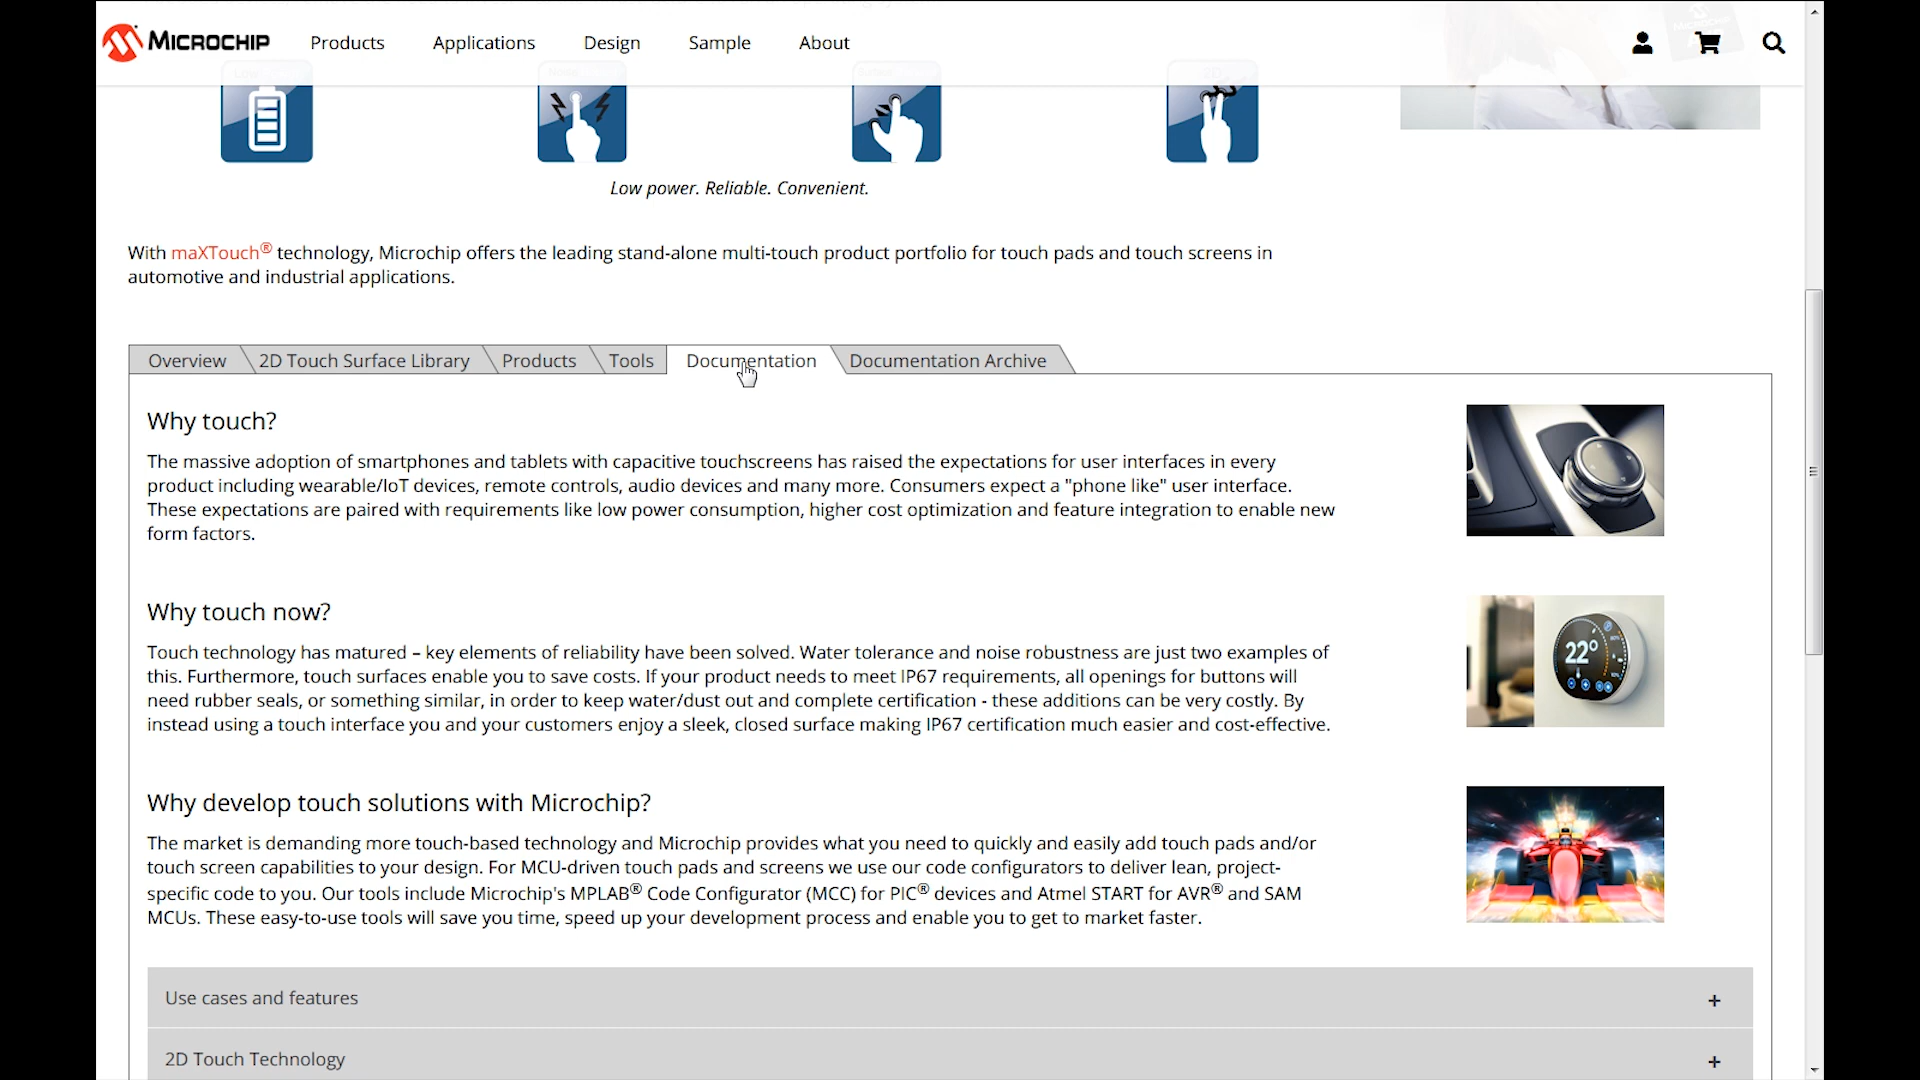 MICROCHIP Products Applications Design Sample About
Low power. Reliable. Convenient.
With maXTouch® technology, Microchip offers the leading stand-alone multi-touch product portfolio for touch pads and touch screens in
automotive and industrial applications.
Overview 2D Touch Surface Library Products Tools Documentation Documentation Archive
Why touch?
The massive adoption of smartphones and tablets with capacitive touchscreens has raised the expectations for user interfaces in every
product including wearable/IoT devices, remote controls, audio devices and many more. Consumers expect a "phone like" user interface.
These expectations are paired with requirements like low power consumption, higher cost optimization and feature integration to enable new
form factors.
Why touch now?
Touch technology has matured – key elements of reliability have been solved. Water tolerance and noise robustness are just two examples of
this. Furthermore, touch surfaces enable you to save costs. If your product needs to meet IP67 requirements, all openings for buttons will
need rubber seals, or something similar, in order to keep water/dust out and complete certification - these additions can be very costly. By
instead using a touch interface you and your customers enjoy a sleek, closed surface making IP67 certification much easier and cost-effective.
22°
Why develop touch solutions with Microchip?
The market is demanding more touch-based technology and Microchip provides what you need to quickly and easily add touch pads and/or
touch screen capabilities to your design. For MCU-driven touch pads and screens we use our code configurators to deliver lean, project-
specific code to you. Our tools include Microchip's MPLAB® Code Configurator (MCC) for PIC® devices and Atmel START for AVR® and SAM
MCUs. These easy-to-use tools will save you time, speed up your development process and enable you to get to market faster.
Use cases and features +
2D Touch Technology +